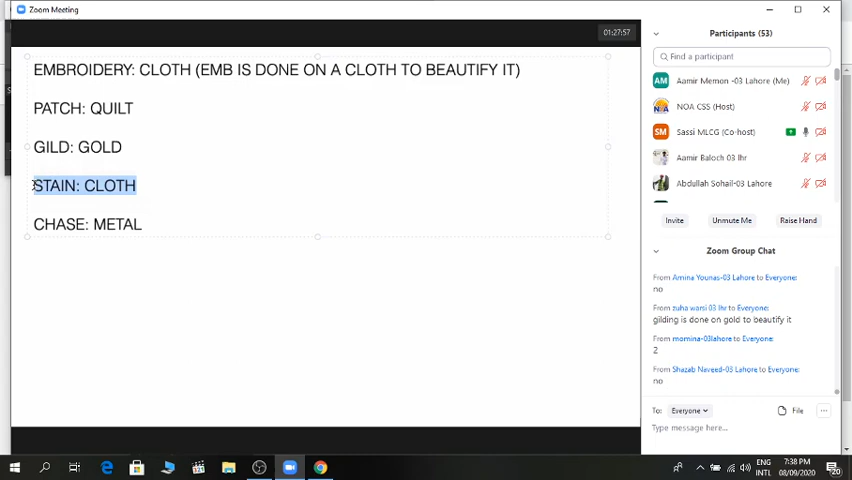 Zoom Meeting
01:27:57
EMBROIDERY: CLOTH (EMB IS DONE ON A CLOTH TO BEAUTIFY IT)
PATCH: QUILT
GILD: GOLD
STAIN: CLOTH
CHASE: METAL
Participants (53)
Find a participant
AM Aamir Memon -03 Lahore (Me)
NOA CSS (Host)
SM Sassi MLCG (Co-host)
Aamir Baloch 03 lhr
Abdullah Sohail-03 Lahore
Invite Unmute Me Raise Hand
Zoom Group Chat
From Amina Younas-03 Lahore to Everyone:
no
From zuha warsi 03 lhr to Everyone:
gilding is done on gold to beautify it
From momina-03lahore to Everyone:
2
From Shazab Naveed-03 Lahore to Everyone:
no
To: Everyone File
Type message here...
ENG
INTL
7:38 PM
08/09/2020
20